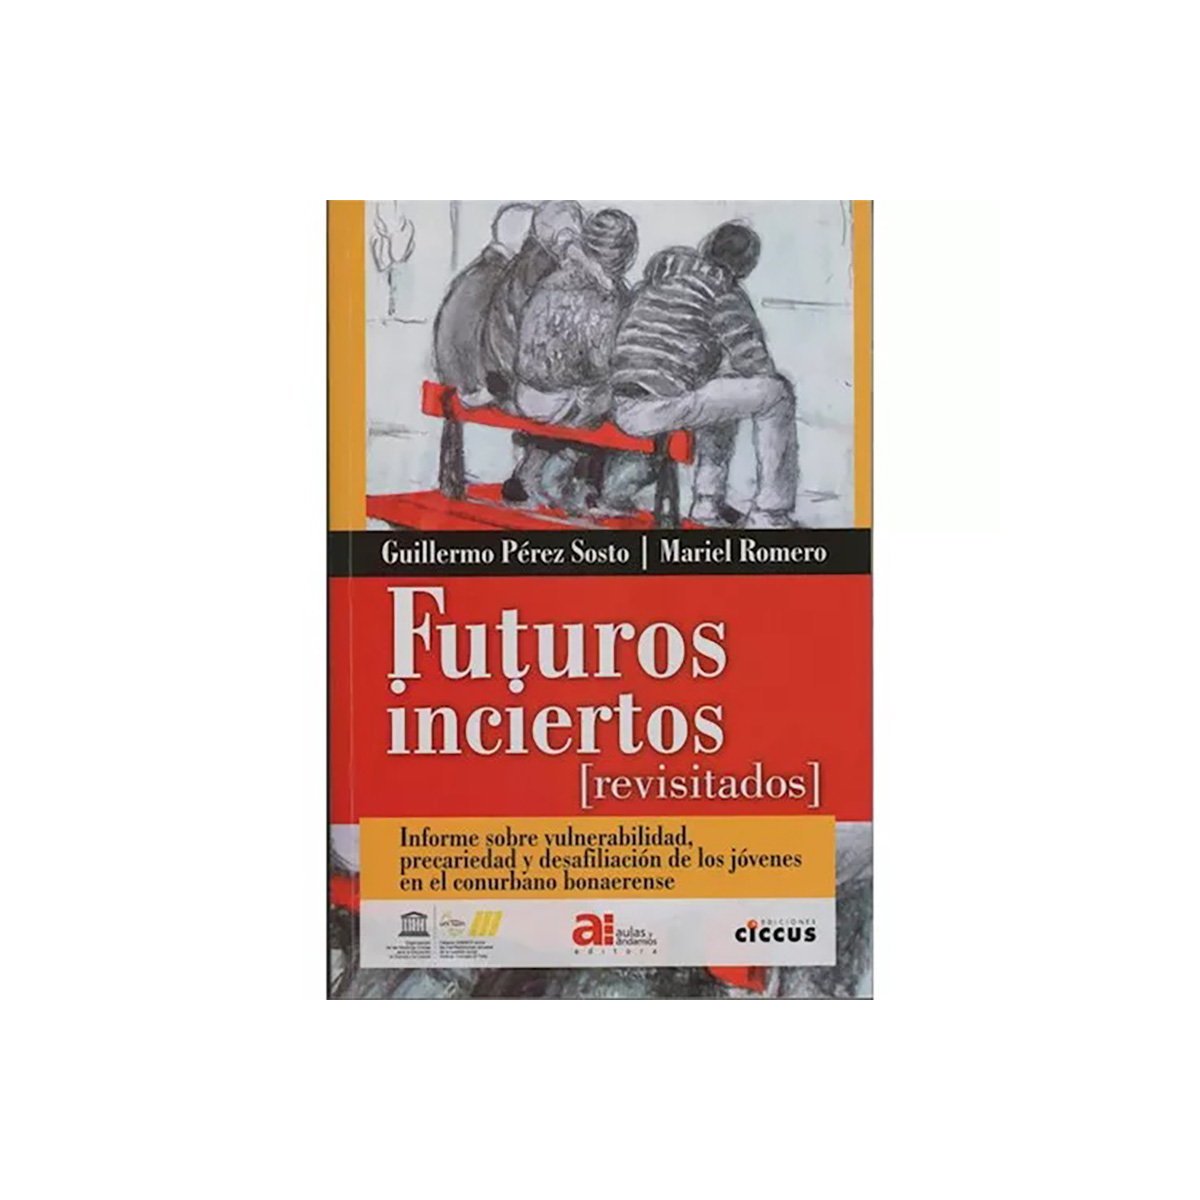 Guillermo Pérez Sosto | Mariel Romero
Futuros
inciertos
[revisitados]
Informe sobre vulnerabilidad,
precariedad y desafiliación de los jóvenes
en el conurbano bonaerense
a: aulas y
andamios
editora
EDICIONES
CICCUS